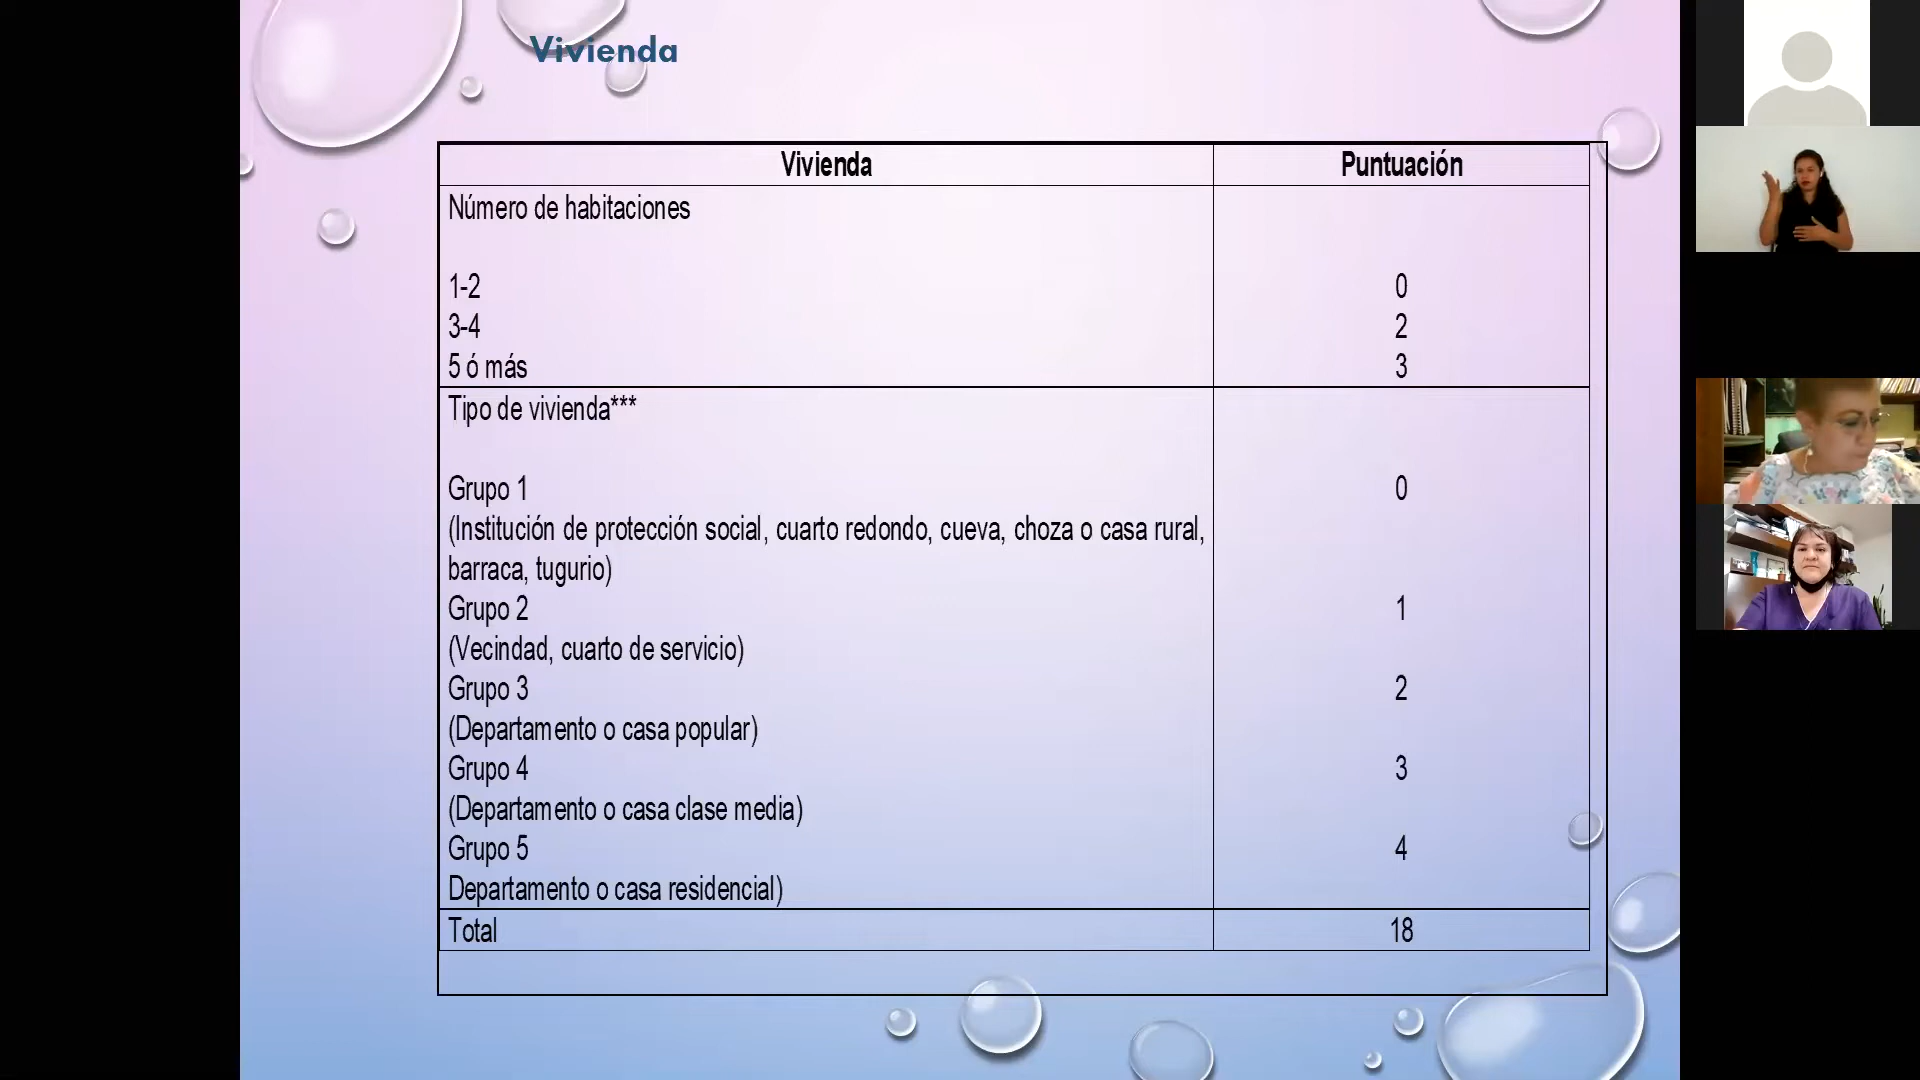 Vivienda
Vivienda Puntuación
Número de habitaciones
1-2 0
3-4 2
5 ó más 3
Tipo de vivienda***
Grupo 1 0
(Institución de protección social, cuarto redondo, cueva, choza o casa rural,
barraca, tugurio)
Grupo 2 1
(Vecindad, cuarto de servicio)
Grupo 3 2
(Departamento o casa popular)
Grupo 4 3
(Departamento o casa clase media)
Grupo 5 4
Departamento o casa residencial)
Total 18